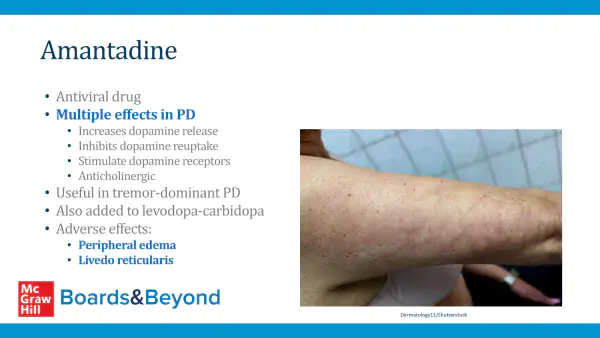 Amantadine
• Antiviral drug
• Multiple effects in PD
• Increases dopamine release
• Inhibits dopamine reuptake
• Stimulate dopamine receptors
• Anticholinergic
• Useful in tremor-dominant PD
• Also added to levodopa-carbidopa
• Adverse effects:
• Peripheral edema
• Livedo reticularis
Mc
Graw
Hill
Boards&Beyond
Dermatology11/Shutterstock